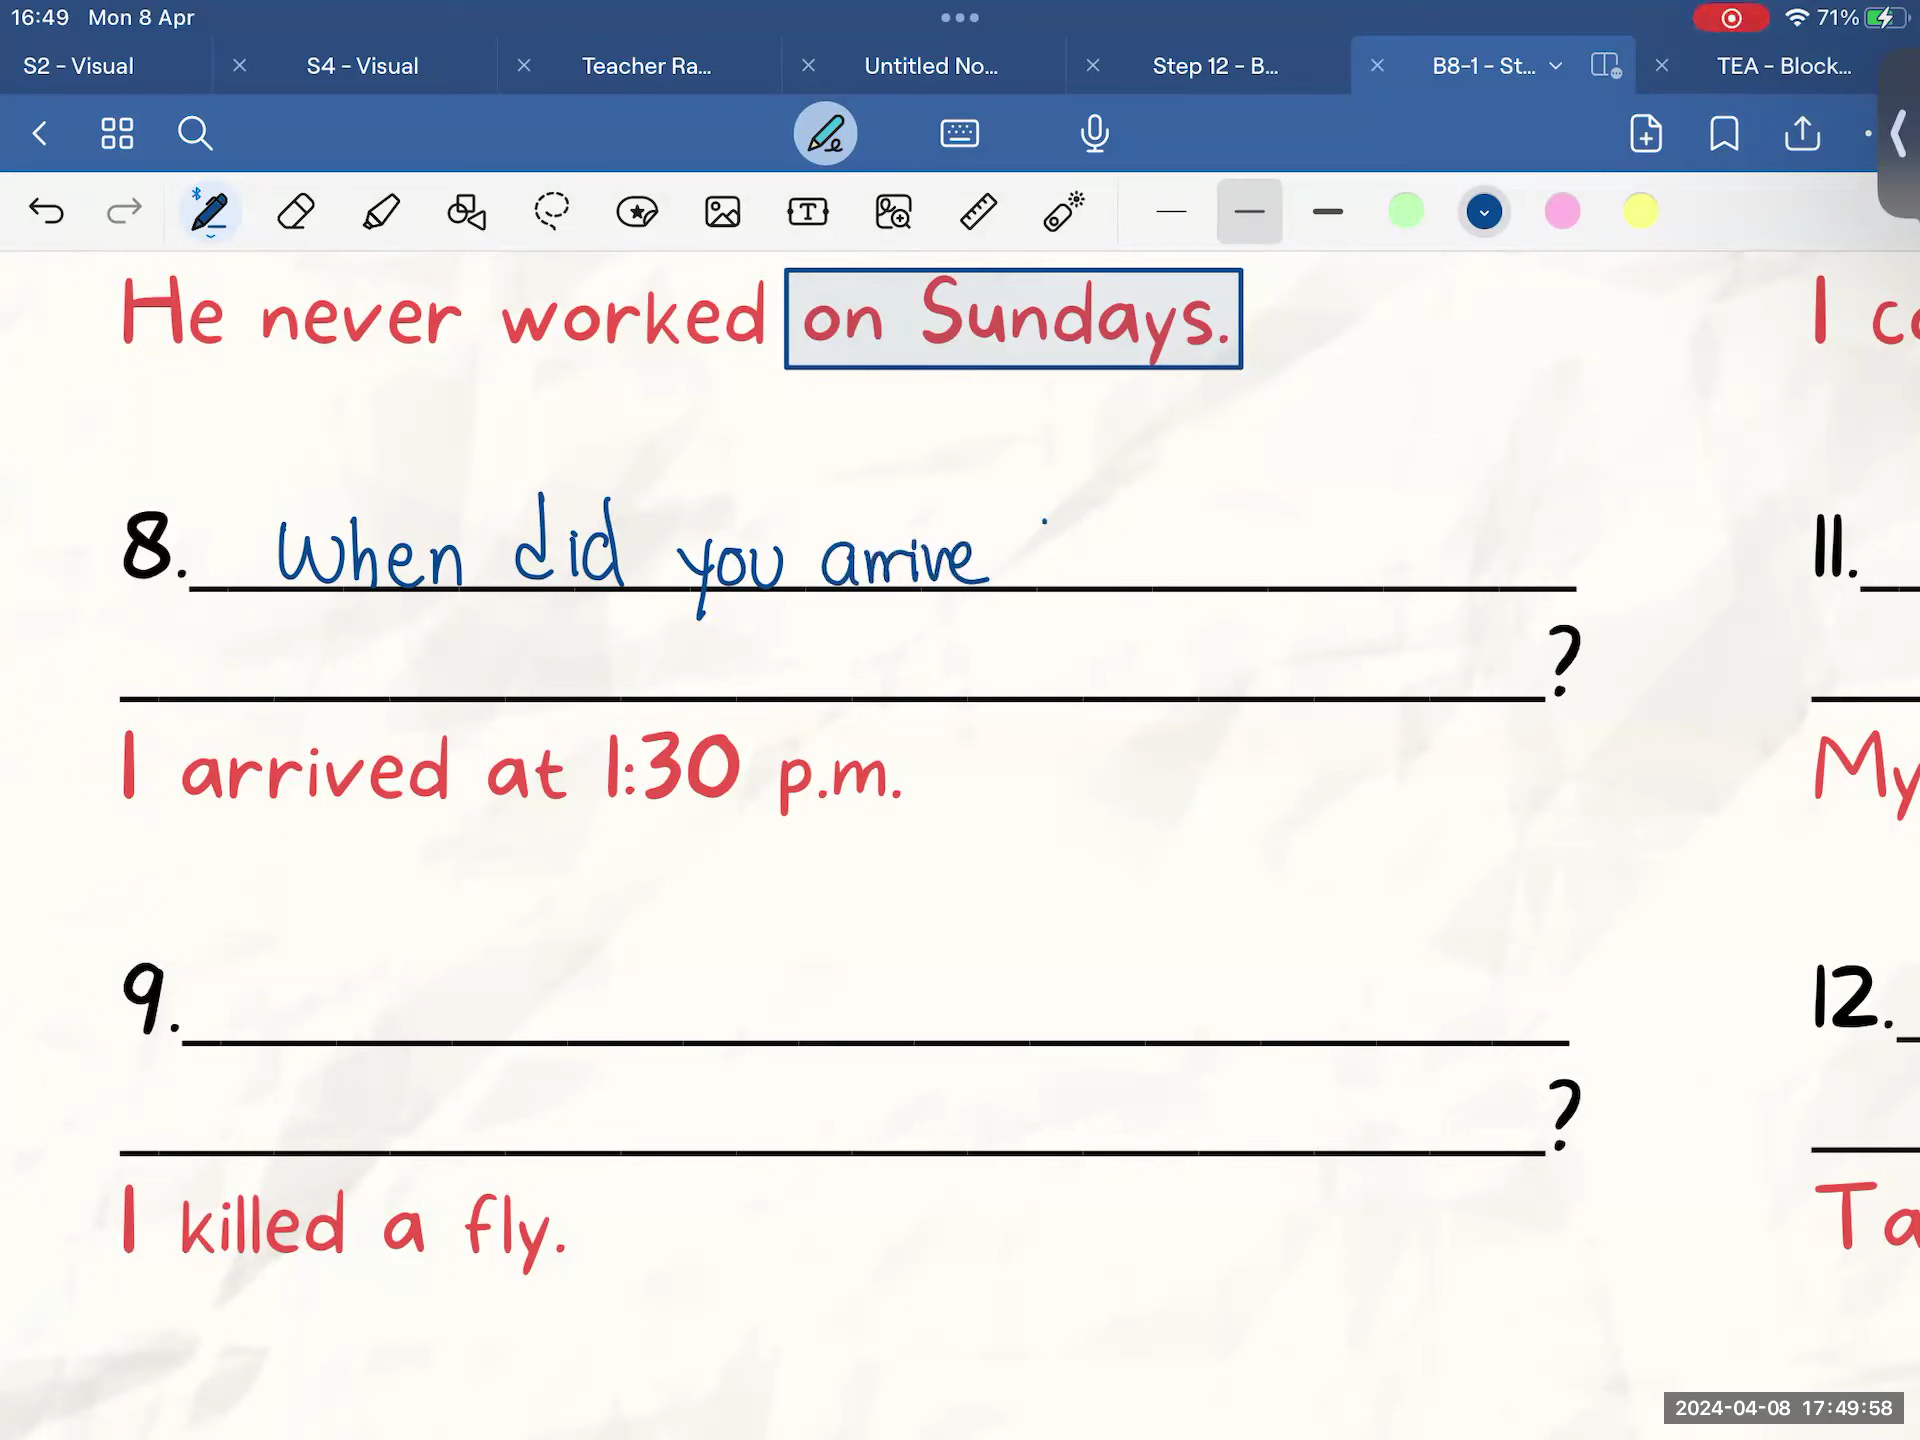 16:49 Mon 8 Apr
71%
S2 - Visual
S4 - Visual
Teacher Ra...
Untitled No...
Step 12 - B...
B8-1 - St...
TEA - Block...
He never worked on Sundays.
I co
8. When did you arrive
?
I arrived at 1:30 p.m.
11.
My
9.
?
I killed a fly.
12.
Ta
2024-04-08 17:49:58